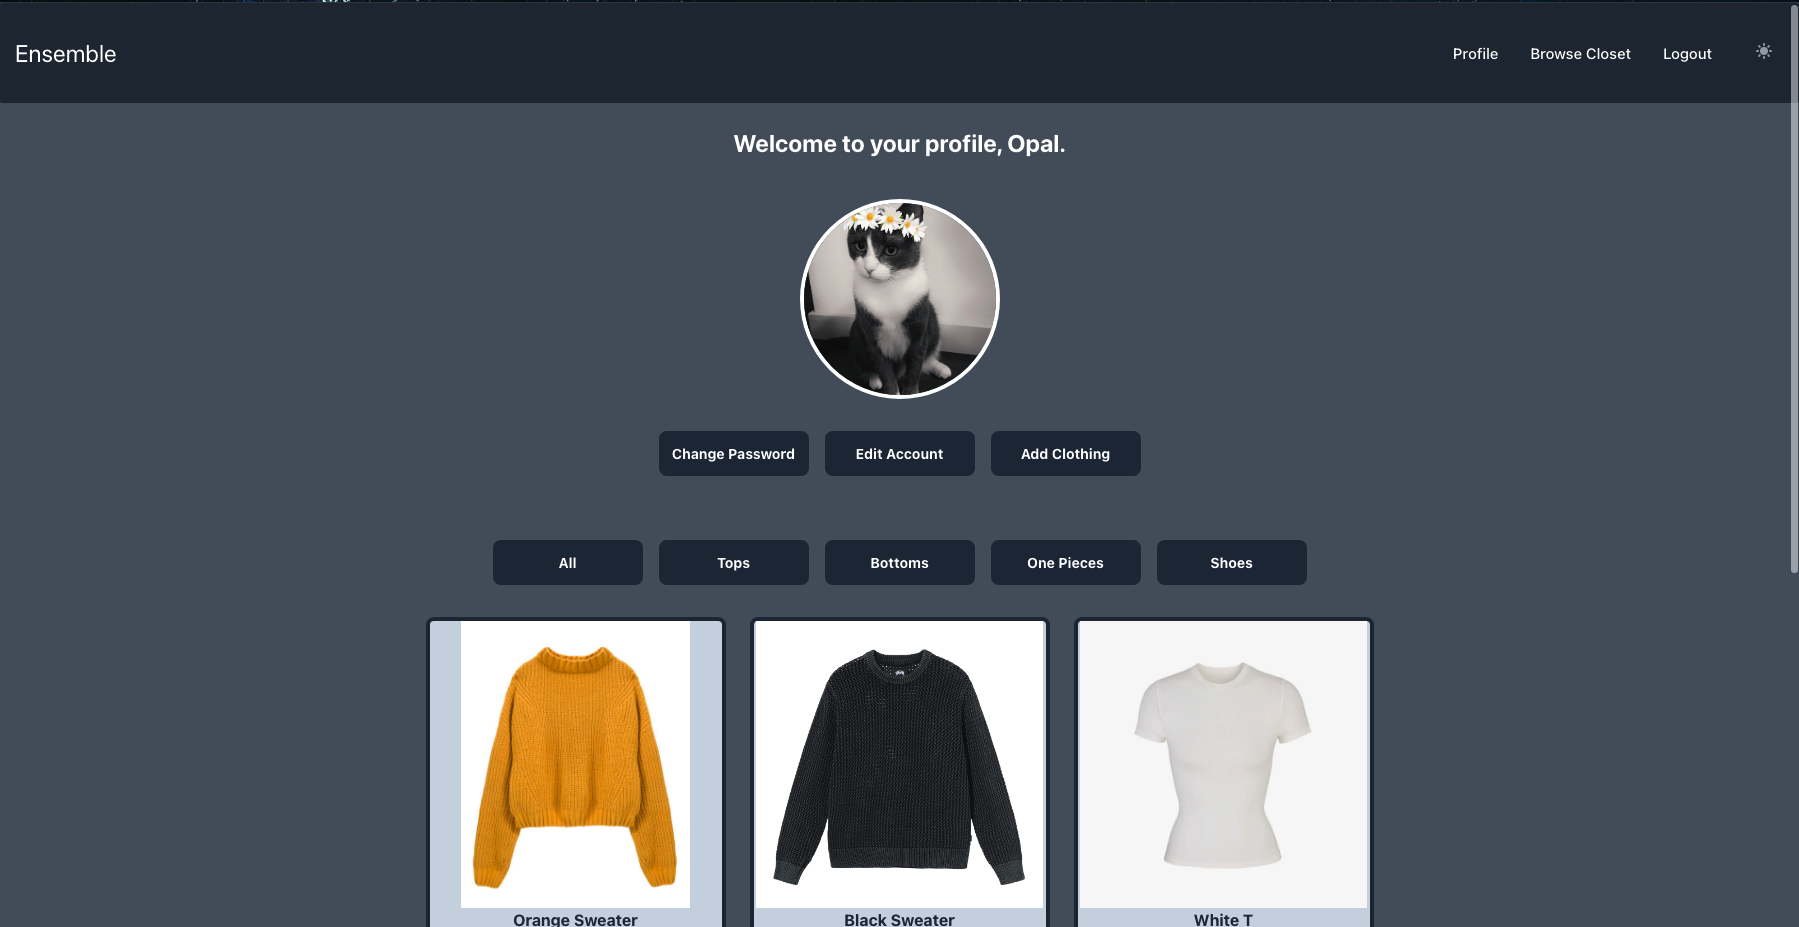 Ensemble
Profile
Browse Closet
Logout
Welcome to your profile, Opal.
Change Password
Edit Account
Add Clothing
All
Tops
Bottoms
One Pieces
Shoes
Orange Sweater
Black Sweater
White T